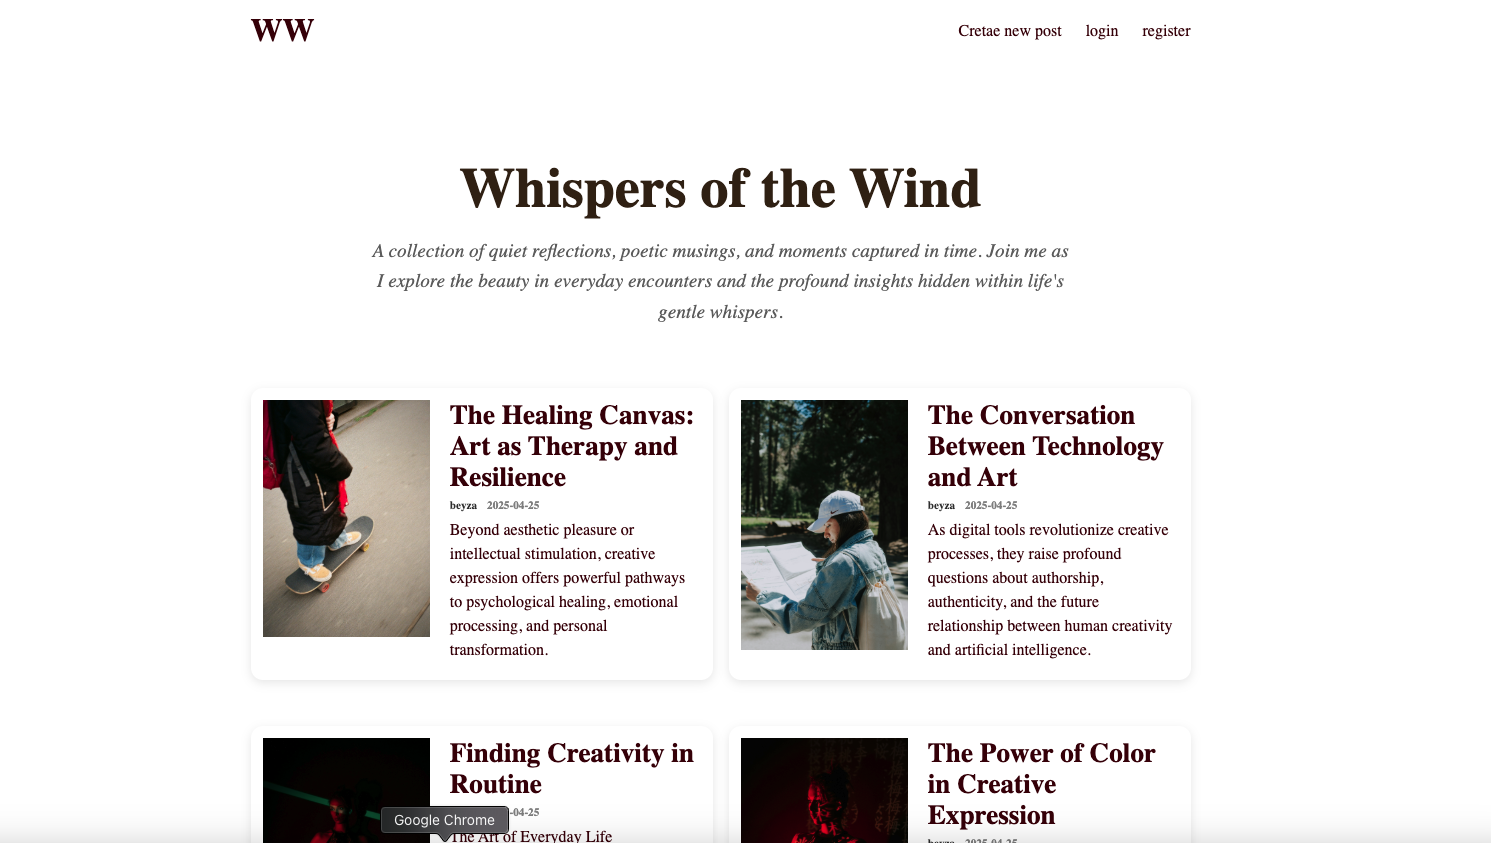 WW
Cretae new post login register
Whispers of the Wind
A collection of quiet reflections, poetic musings, and moments captured in time. Join me as
I explore the beauty in everyday encounters and the profound insights hidden within life's
gentle whispers.
The Healing Canvas:
Art as Therapy and
Resilience
beyza 2025-04-25
Beyond aesthetic pleasure or
intellectual stimulation, creative
expression offers powerful pathways
to psychological healing, emotional
processing, and personal
transformation.
The Conversation
Between Technology
and Art
beyza 2025-04-25
As digital tools revolutionize creative
processes, they raise profound
questions about authorship,
authenticity, and the future
relationship between human creativity
and artificial intelligence.
Finding Creativity in
Routine
-04-25
The Art of Everyday Life
The Power of Color
in Creative
Expression
beyza 2025-04-25
Google Chrome